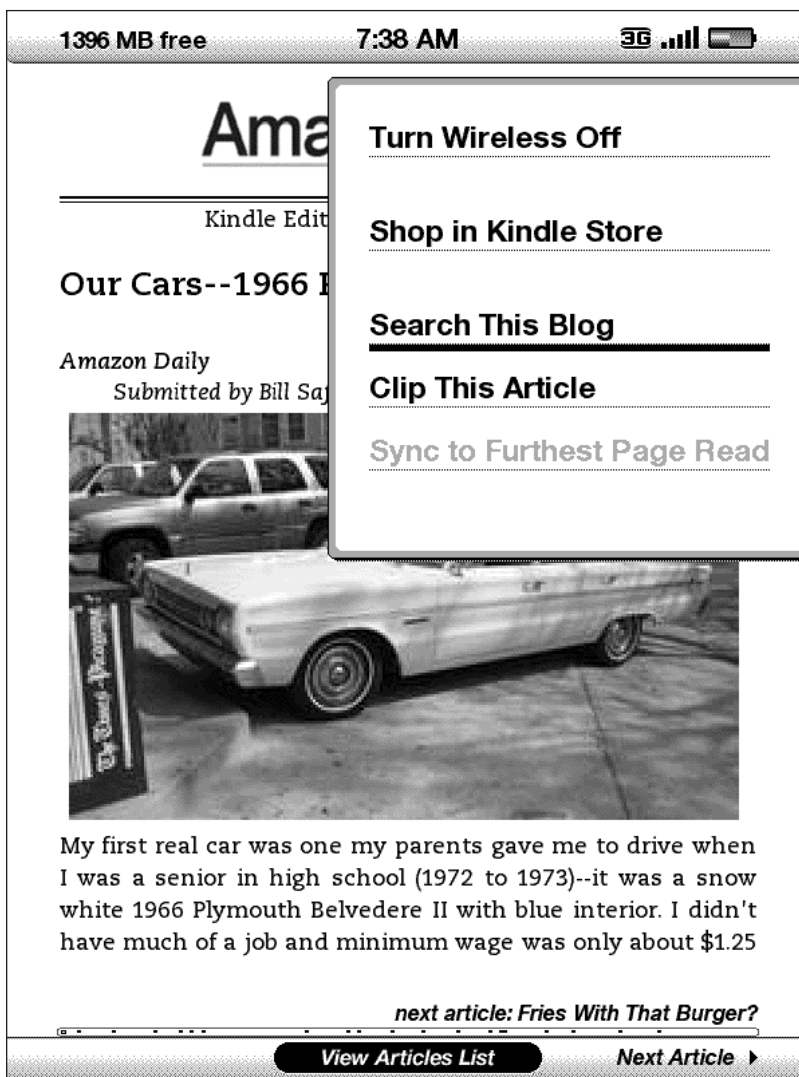 1396 MB free 7:38 AM 3G
Ama
Turn Wireless Off
Kindle Edit
Shop in Kindle Store
Our Cars--1966
Search This Blog
Amazon Daily
Clip This Article
Submitted by Bill Saf
Sync to Furthest Page Read
The Times-Picayune
My first real car was one my parents gave me to drive when
I was a senior in high school (1972 to 1973)--it was a snow
white 1966 Plymouth Belvedere II with blue interior. I didn't
have much of a job and minimum wage was only about $1.25
next article: Fries With That Burger?
View Articles List Next Article